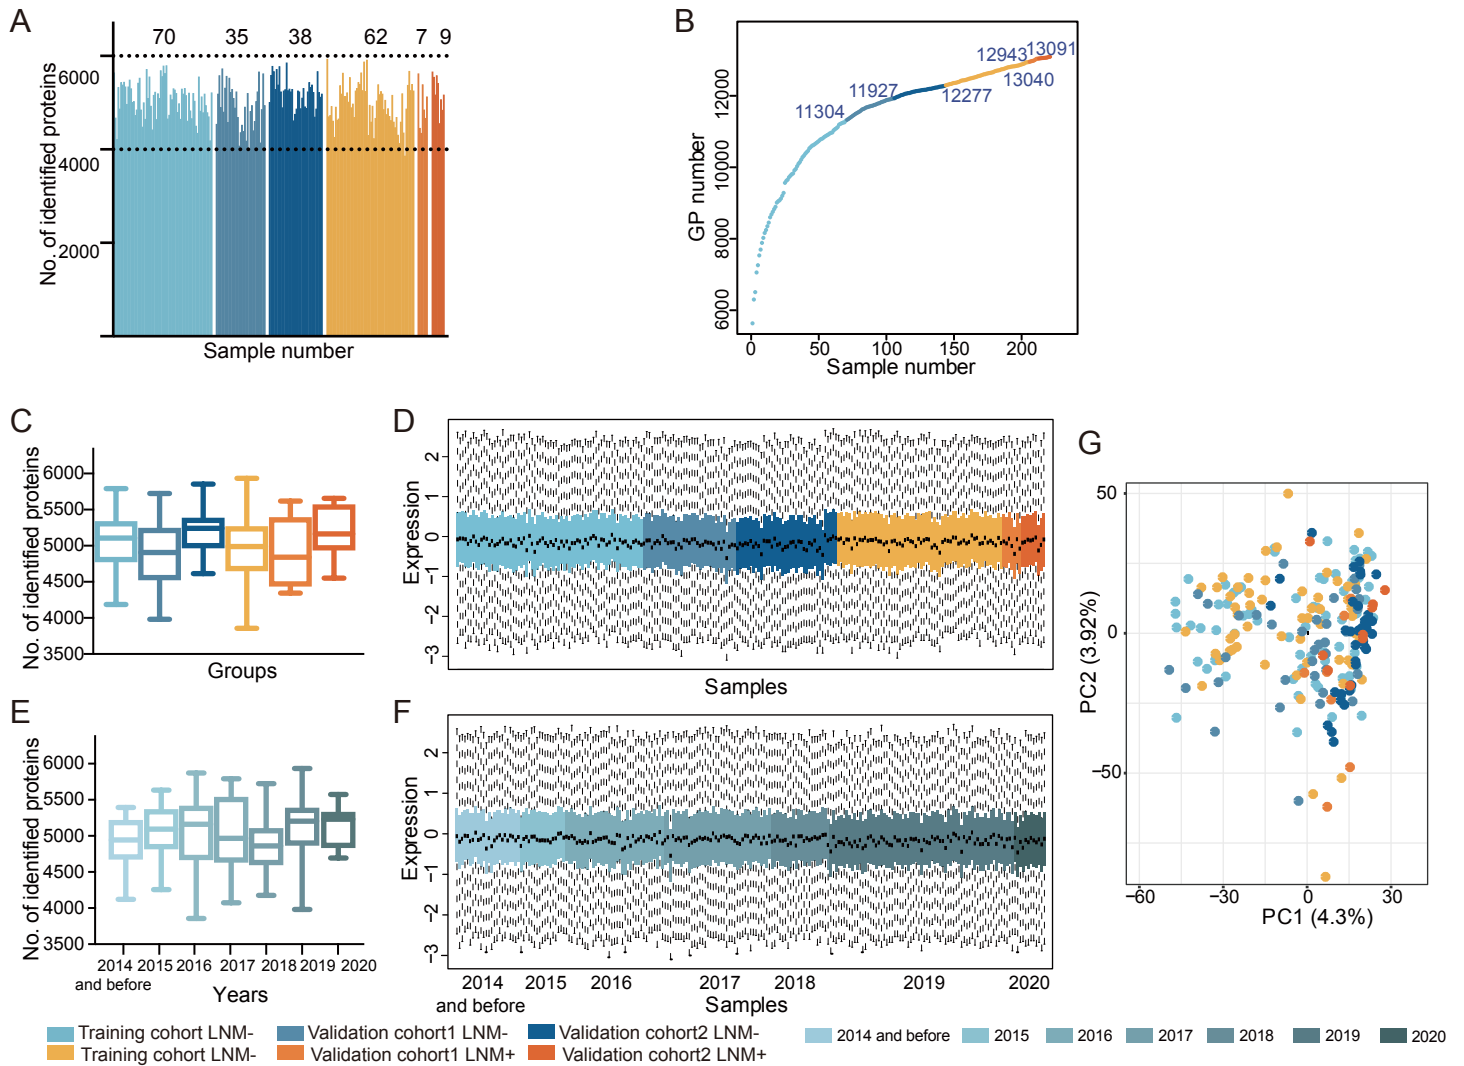 A
70 35 38 62 7 9
6000
4000
2000
No. of identified proteins
Sample number
B
12943 13091
13040
11927
12277
11304
12000
10000
8000
6000
GP number
0 50 100 150 200
Sample number
C
6000
5500
5000
4500
4000
3500
No. of identified proteins
Groups
D
2
1
0
−1
−2
−3
Expression
Samples
E
6000
5500
5000
4500
4000
3500
No. of identified proteins
2014 2015 2016 2017 2018 2019 2020
and before
Years
F
2
1
0
−1
−2
−3
Expression
2014 2015 2016 2017 2018 2019 2020
and before
Samples
G
50
0
−50
PC2 (3.92%)
−60 −30 0 30
PC1 (4.3%)
Training cohort LNM- Validation cohort1 LNM- Validation cohort2 LNM-
Training cohort LNM- Validation cohort1 LNM+ Validation cohort2 LNM+
2014 and before 2015 2016 2017 2018 2019 2020